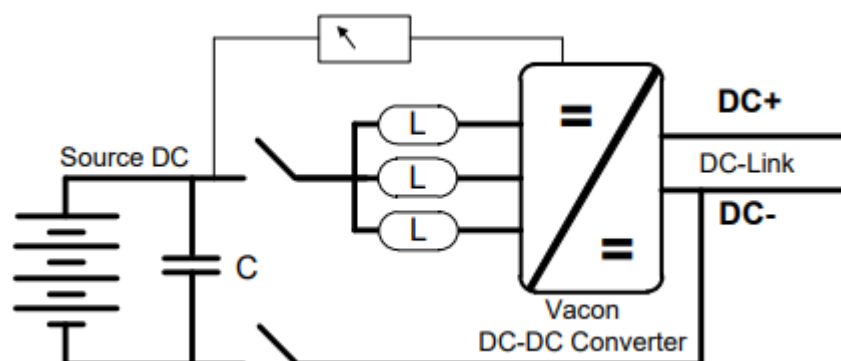 DC+
L
Source DC
DC-Link
L
DC-
L
C
Vacon
DC-DC Converter